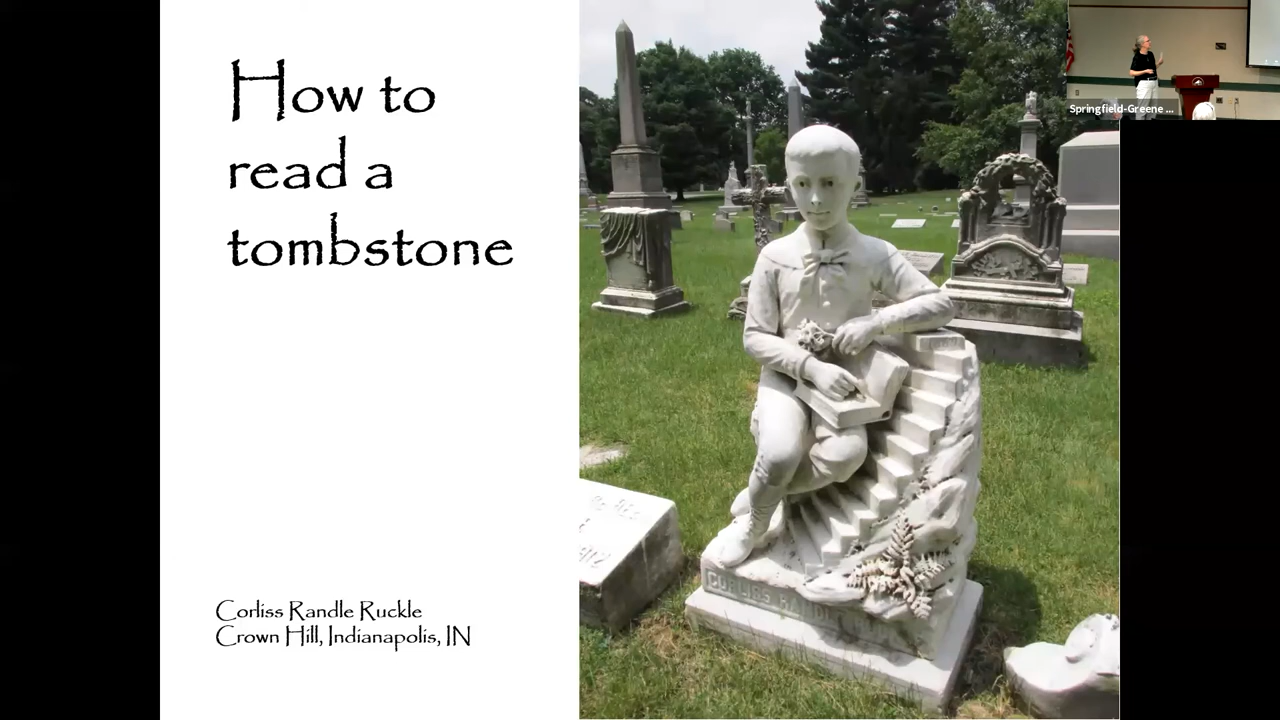 How to
read a
tombstone
Springfield-Greene ...
CORLISS RANDLE
Corliss Randle Ruckle
Crown Hill, Indianapolis, IN